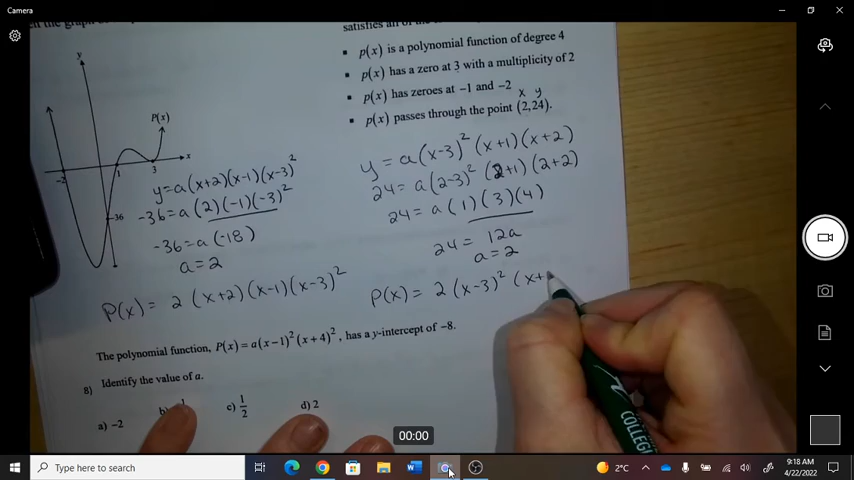 Camera
satisfies all of the
▪ p(x) is a polynomial function of degree 4
▪ p(x) has a zero at 3 with a multiplicity of 2
▪ p(x) has zeroes at −1 and −2
x y
▪ p(x) passes through the point (2,24).
y
P(x)
x
-2
1
3
-36
y=a(x+2)(x-1)(x-3)²
-36=a(2)(-1)(-3)²
-36=a(-18)
a=2
P(x)= 2(x+2)(x-1)(x-3)²
y=a(x-3)²(x+1)(x+2)
24=a(2-3)²(2+1)(2+2)
24=a(1)(3)(4)
24= 12a
a=2
P(x)= 2(x-3)²(x+
The polynomial function, P(x)=a(x−1)²(x+4)², has a y-intercept of −8.
8) Identify the value of a.
a) −2
c) 1/2
d) 2
COLLEG
00:00
Type here to search
2°C
9:18 AM
4/22/2022